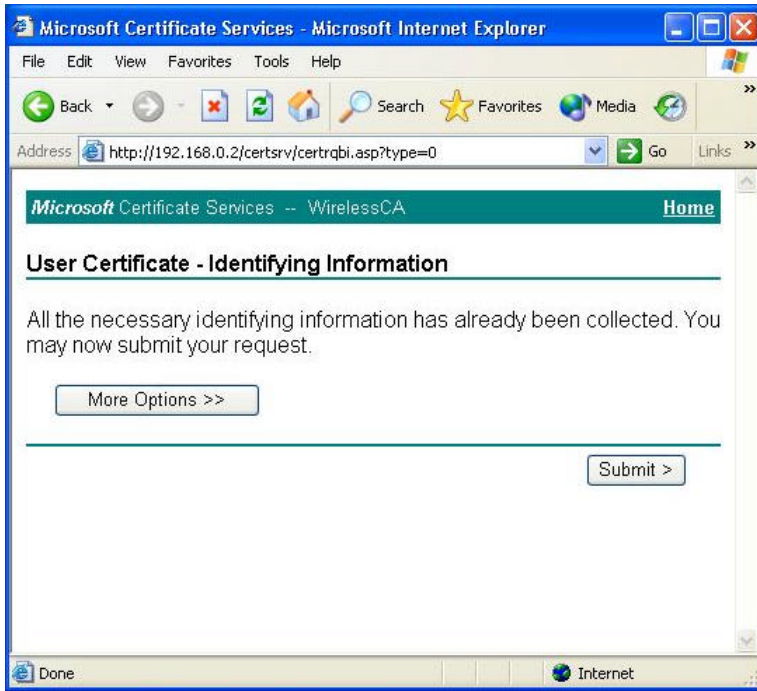 Microsoft Certificate Services - Microsoft Internet Explorer
File Edit View Favorites Tools Help
Back Search Favorites Media »
Address http://192.168.0.2/certsrv/certrqbi.asp?type=0 Go Links »
Microsoft Certificate Services -- WirelessCA Home
User Certificate - Identifying Information
All the necessary identifying information has already been collected. You
may now submit your request.
More Options >>
Submit >
Done Internet